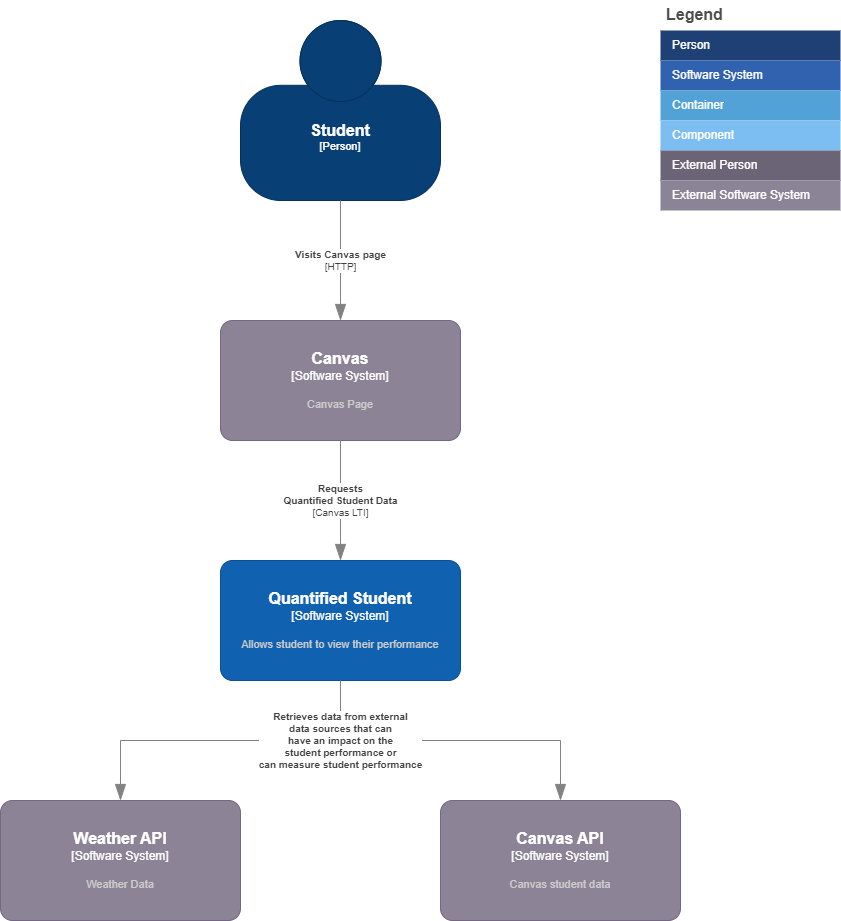 Legend
Person
Software System
Container
Component
External Person
External Software System
Student
[Person]
Visits Canvas page
[HTTP]
Canvas
[Software System]
Canvas Page
Requests
Quantified Student Data
[Canvas LTI]
Quantified Student
[Software System]
Allows student to view their performance
Retrieves data from external
data sources that can
have an impact on the
student performance or
can measure student performance
Weather API
[Software System]
Weather Data
Canvas API
[Software System]
Canvas student data